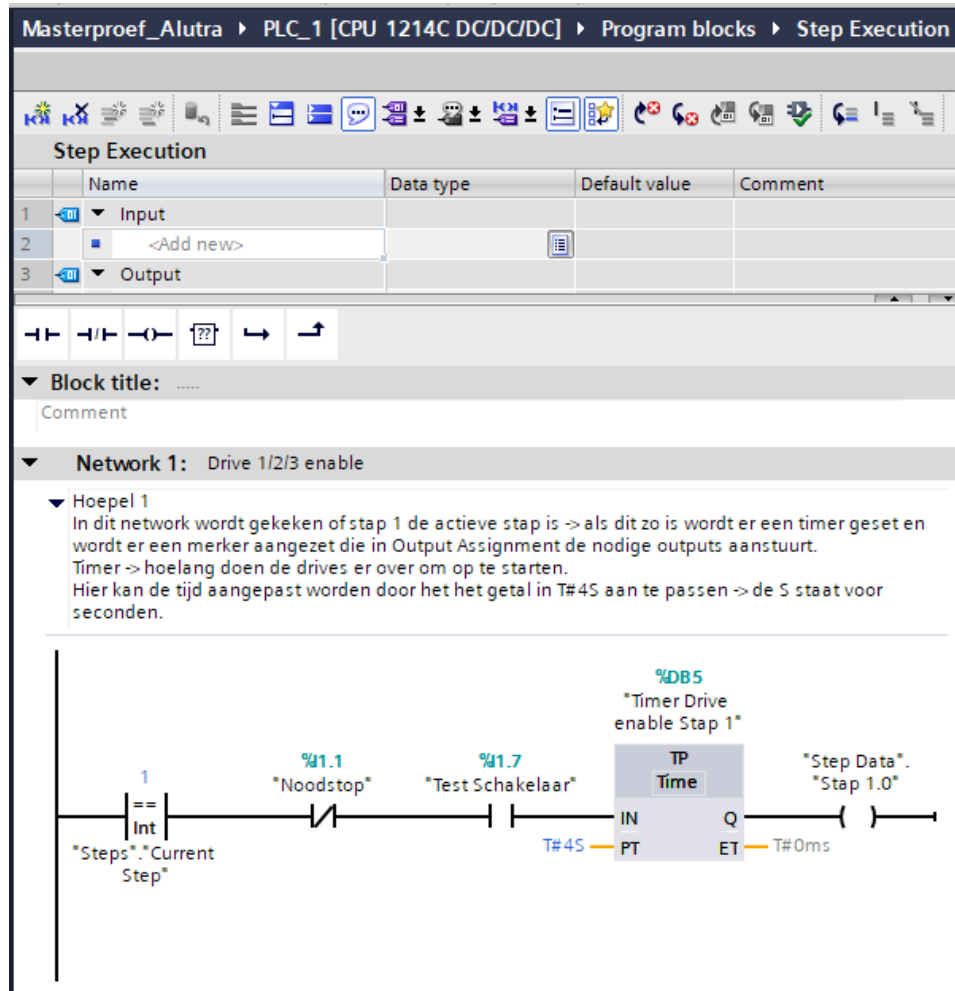 Masterproef_Alutra ▸ PLC_1 [CPU 1214C DC/DC/DC] ▸ Program blocks ▸ Step Execution
Step Execution
Name Data type Default value Comment
1 Input
2 <Add new>
3 Output
??
Block title: .....
Comment
Network 1: Drive 1/2/3 enable
Hoepel 1
In dit network wordt gekeken of stap 1 de actieve stap is -> als dit zo is wordt er een timer geset en
wordt er een merker aangezet die in Output Assignment de nodige outputs aanstuurt.
Timer -> hoelang doen de drives er over om op te starten.
Hier kan de tijd aangepast worden door het het getal in T#4S aan te passen -> de S staat voor
seconden.
%DB5
"Timer Drive
enable Stap 1"
1
==
Int
"Steps"."Current
Step"
%I1.1
"Noodstop"
%I1.7
"Test Schakelaar"
TP
Time
IN Q
T#4S PT ET T#0ms
"Step Data".
"Stap 1.0"